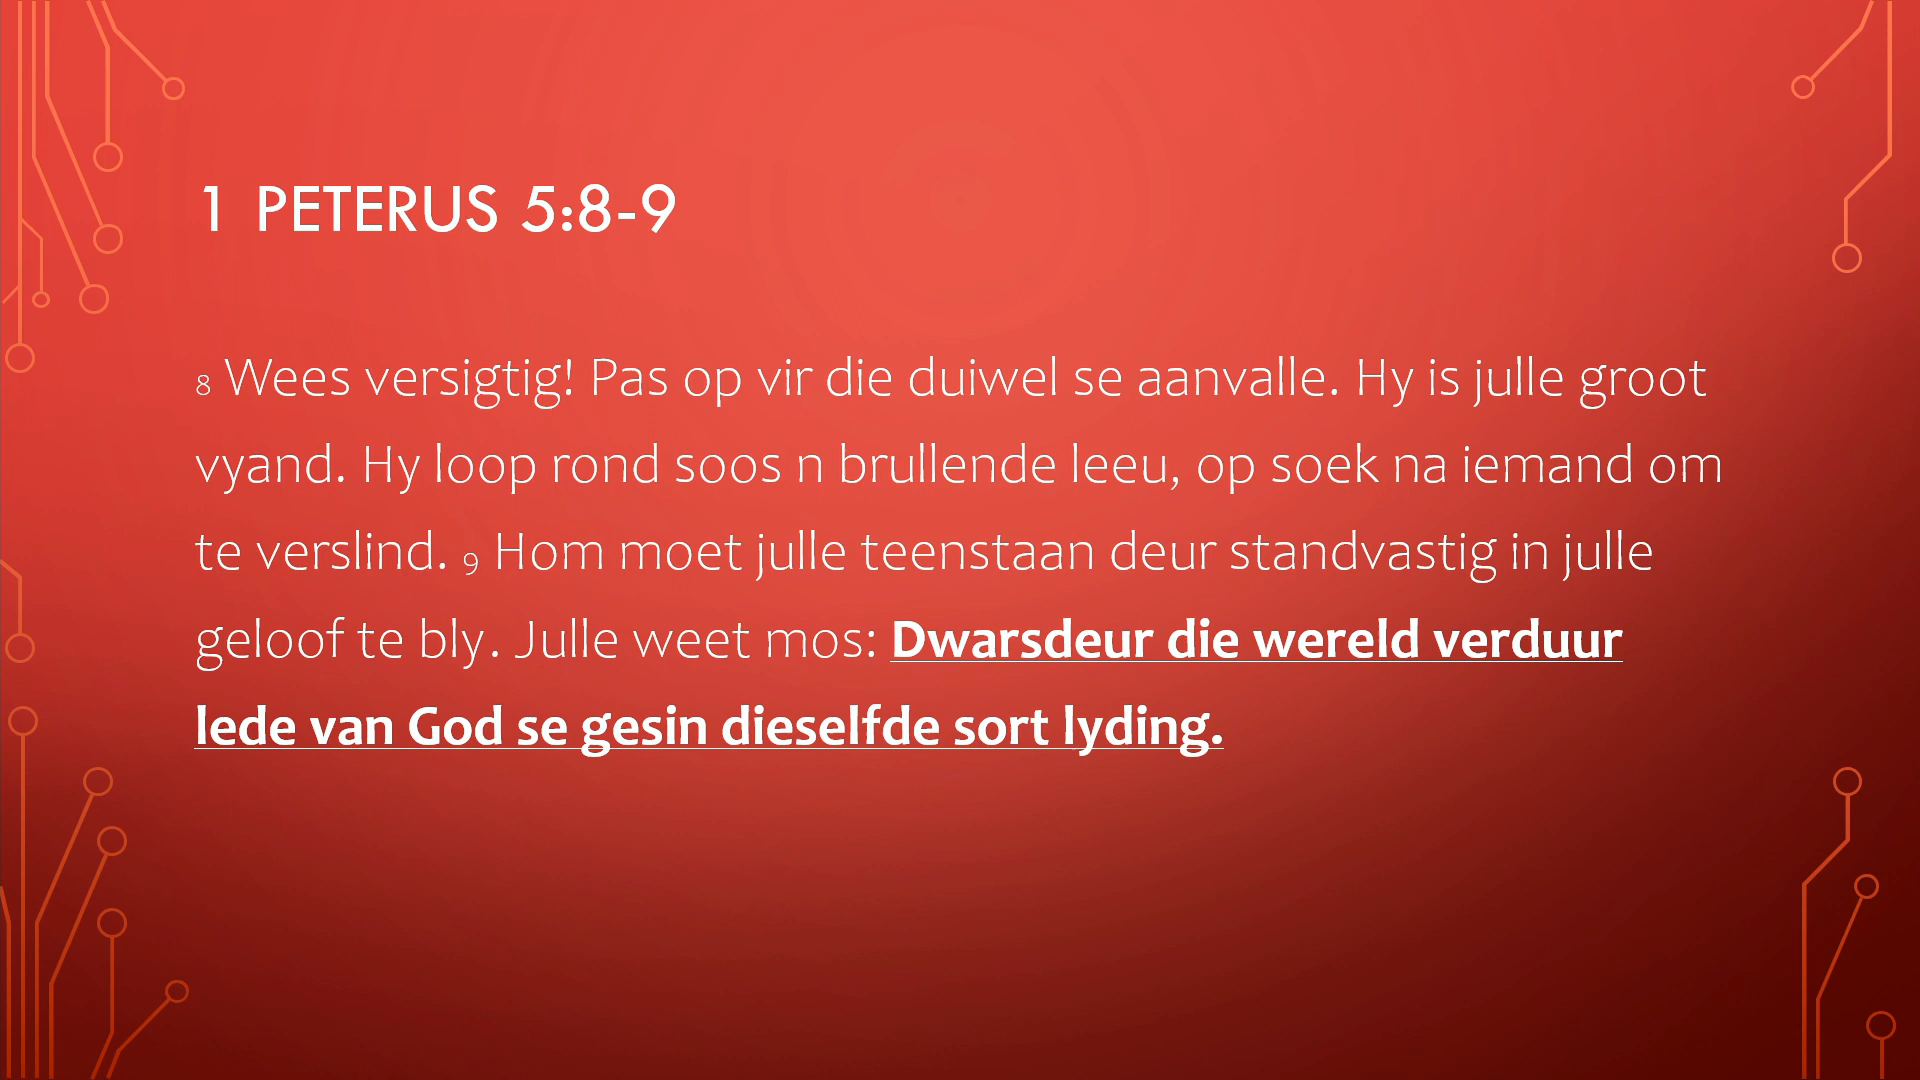 1 PETERUS 5:8-9
8 Wees versigtig! Pas op vir die duiwel se aanvalle. Hy is julle groot
vyand. Hy loop rond soos n brullende leeu, op soek na iemand om
te verslind. 9 Hom moet julle teenstaan deur standvastig in julle
geloof te bly. Julle weet mos: Dwarsdeur die wereld verduur
lede van God se gesin dieselfde sort lyding.